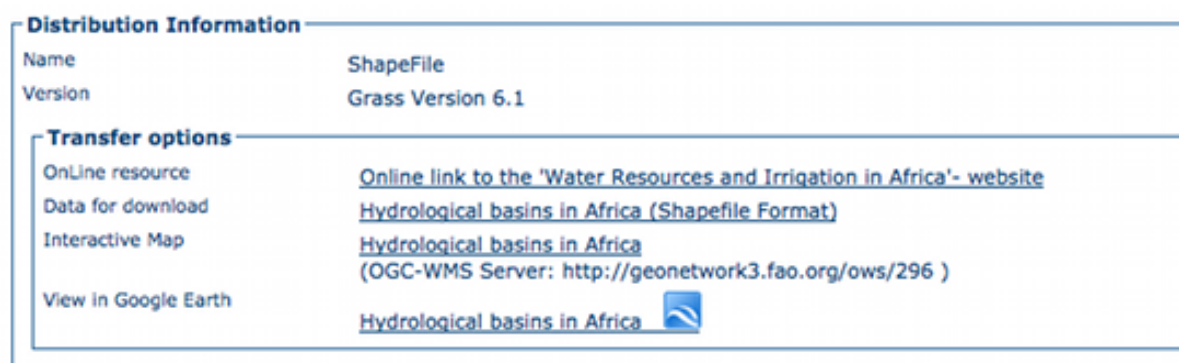 Distribution Information
Name ShapeFile
Version Grass Version 6.1
Transfer options
OnLine resource Online link to the 'Water Resources and Irrigation in Africa'- website
Data for download Hydrological basins in Africa (Shapefile Format)
Interactive Map Hydrological basins in Africa
(OGC-WMS Server: http://geonetwork3.fao.org/ows/296 )
View in Google Earth Hydrological basins in Africa